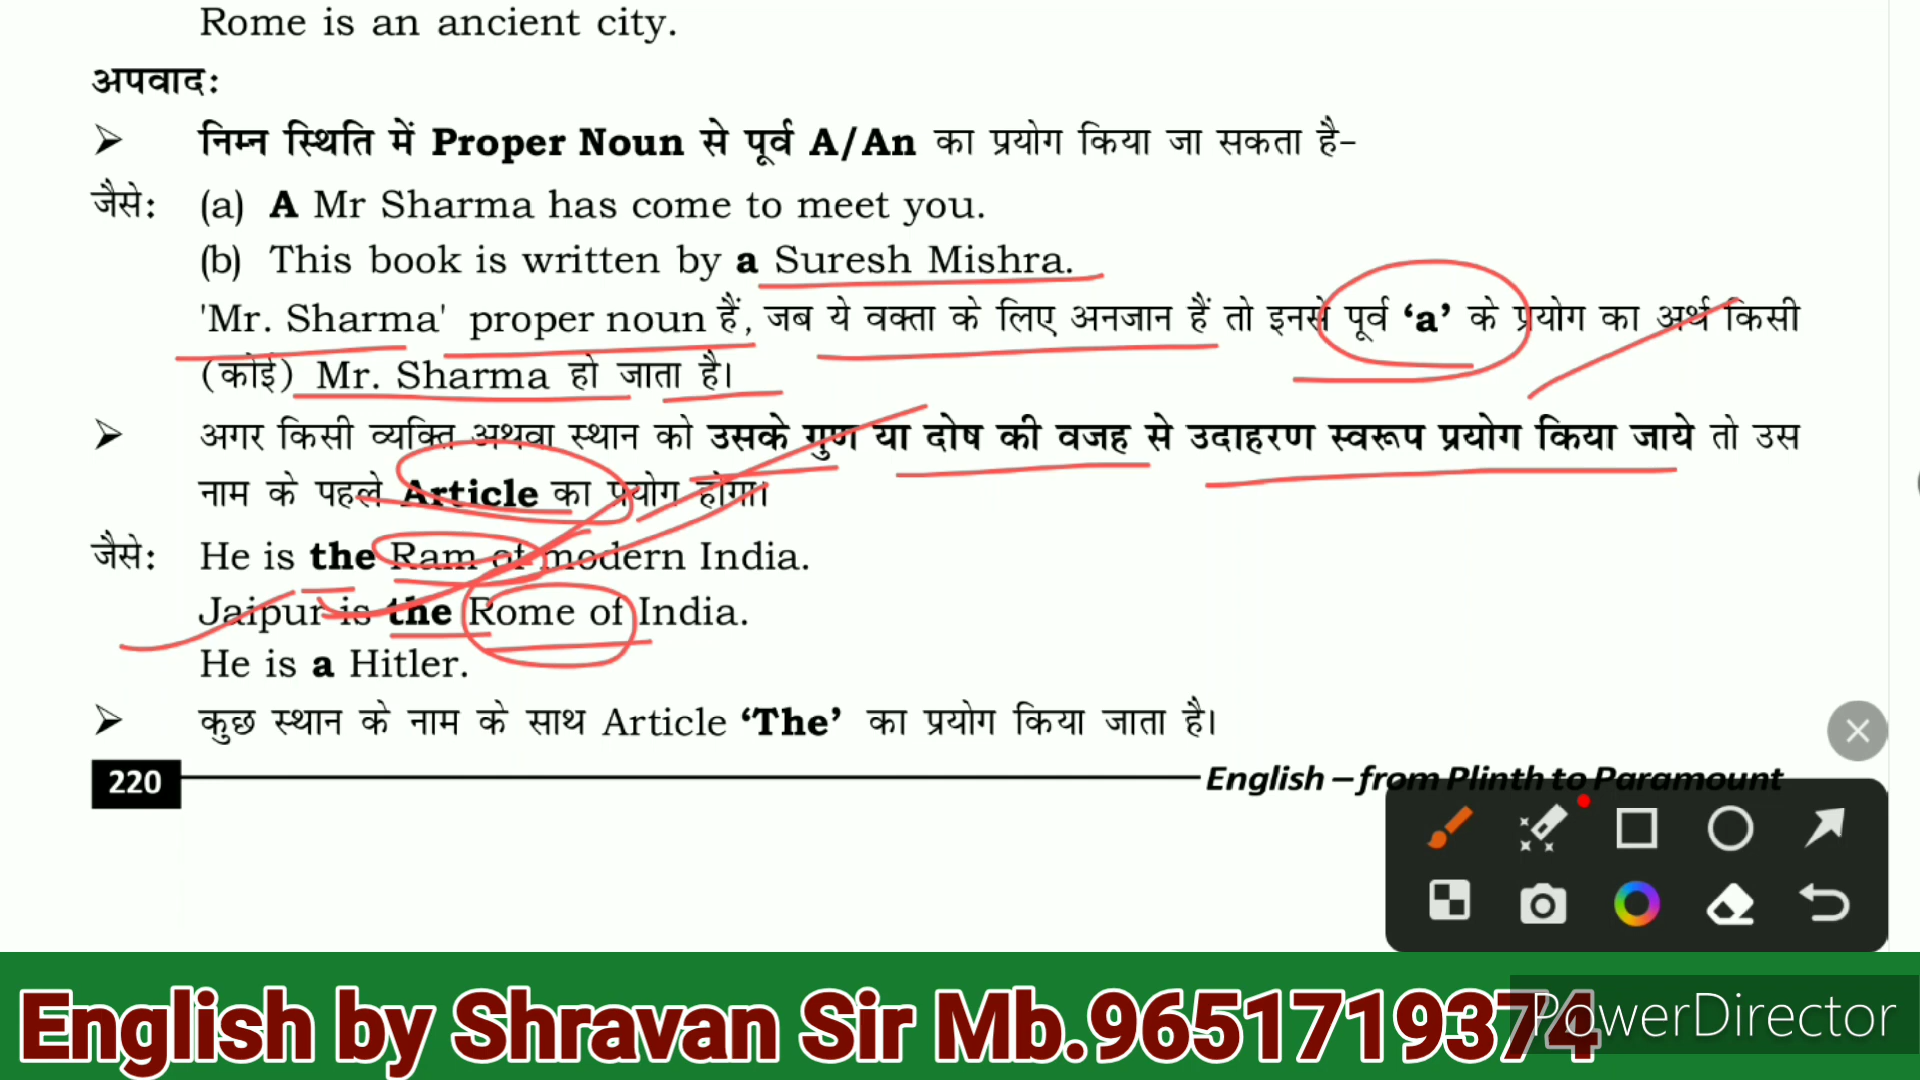 Rome is an ancient city.
अपवादः
➢ निम्न स्थिति में Proper Noun से पूर्व A/An का प्रयोग किया जा सकता है–
जैसेः (a) A Mr Sharma has come to meet you.
(b) This book is written by a Suresh Mishra.
'Mr. Sharma' proper noun हैं, जब ये वक्ता के लिए अनजान हैं तो इनसे पूर्व ‘a’ के प्रयोग का अर्थ किसी
(कोई) Mr. Sharma हो जाता है।
➢ अगर किसी व्यक्ति अथवा स्थान को उसके गुण या दोष की वजह से उदाहरण स्वरूप प्रयोग किया जाये तो उस
नाम के पहले Article का प्रयोग होगा।
जैसेः He is the Ram of modern India.
Jaipur is the Rome of India.
He is a Hitler.
➢ कुछ स्थान के नाम के साथ Article ‘The’ का प्रयोग किया जाता है।
220 English – from Plinth to Paramount
English by Shravan Sir Mb.9651719374
PowerDirector